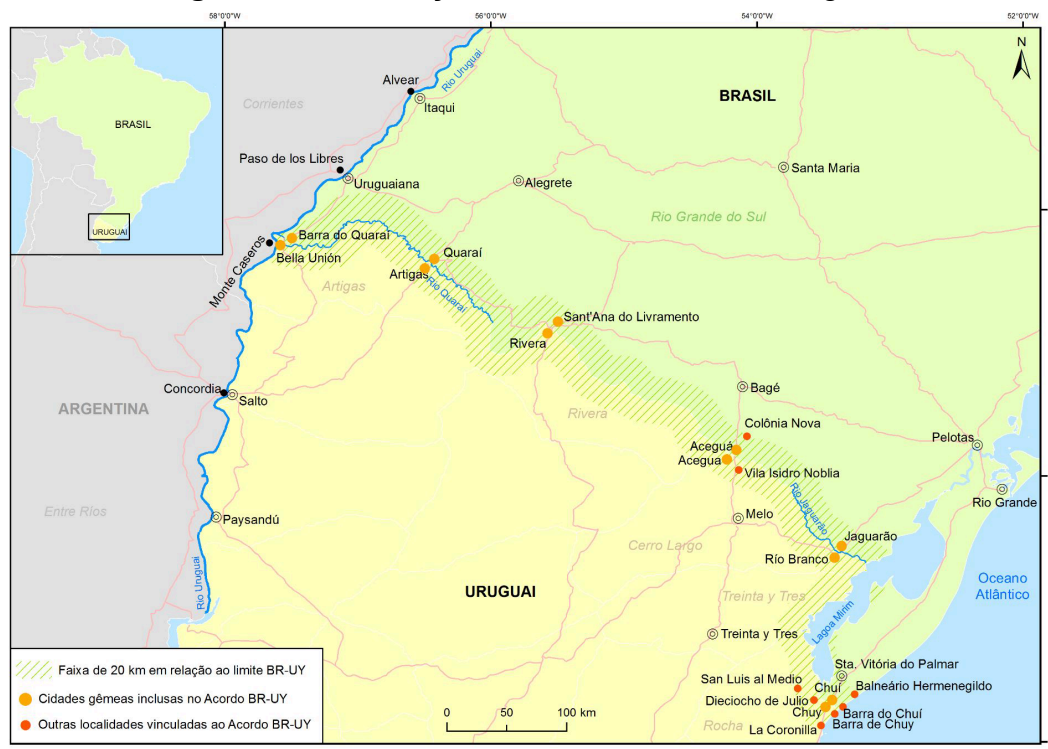 58°0'0"W
56°0'0"W
54°0'0"W
52°0'0"W
N
BRASIL
URUGUAI
Corrientes
Alvear
Itaqui
Rio Uruguai
BRASIL
Paso de los Libres
Uruguaiana
Alegrete
Santa Maria
Rio Grande do Sul
Monte Caseros
Barra do Quaraí
Bella Unión
Quaraí
Artigas
Rio Quaraí
Artigas
Sant'Ana do Livramento
Rivera
Concordia
Salto
ARGENTINA
Rivera
Bagé
Colônia Nova
Aceguá
Acegua
Vila Isidro Noblia
Pelotas
Rio Grande
Entre Ríos
Paysandú
Melo
Rio Jaguarão
Jaguarão
Río Branco
Cerro Largo
Rio Uruguai
URUGUAI
Treinta y Tres
Oceano
Atlântico
Lagoa Mirim
Treinta y Tres
Sta. Vitória do Palmar
San Luis al Medio
Chuí
Balneário Hermenegildo
Dieciocho de Julio
Chuy
Barra do Chuí
Barra de Chuy
La Coronilla
Rocha
Faixa de 20 km em relação ao limite BR-UY
Cidades gêmeas inclusas no Acordo BR-UY
Outras localidades vinculadas ao Acordo BR-UY
0 50 100 km